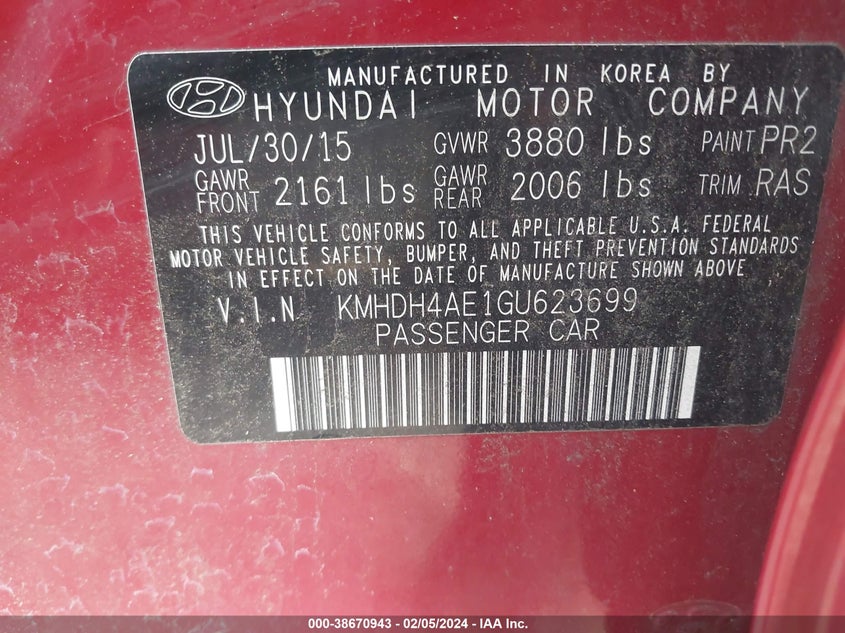 MANUFACTURED IN KOREA BY
HYUNDAI MOTOR COMPANY
JUL/30/15 GVWR 3880 lbs PAINT PR2
GAWR FRONT 2161 lbs GAWR REAR 2006 lbs TRIM RAS
THIS VEHICLE CONFORMS TO ALL APPLICABLE U.S.A. FEDERAL
MOTOR VEHICLE SAFETY, BUMPER, AND THEFT PREVENTION STANDARDS
IN EFFECT ON THE DATE OF MANUFACTURE SHOWN ABOVE
V.I.N KMHDH4AE1GU623699
PASSENGER CAR
000-38670943 - 02/05/2024 - IAA Inc.